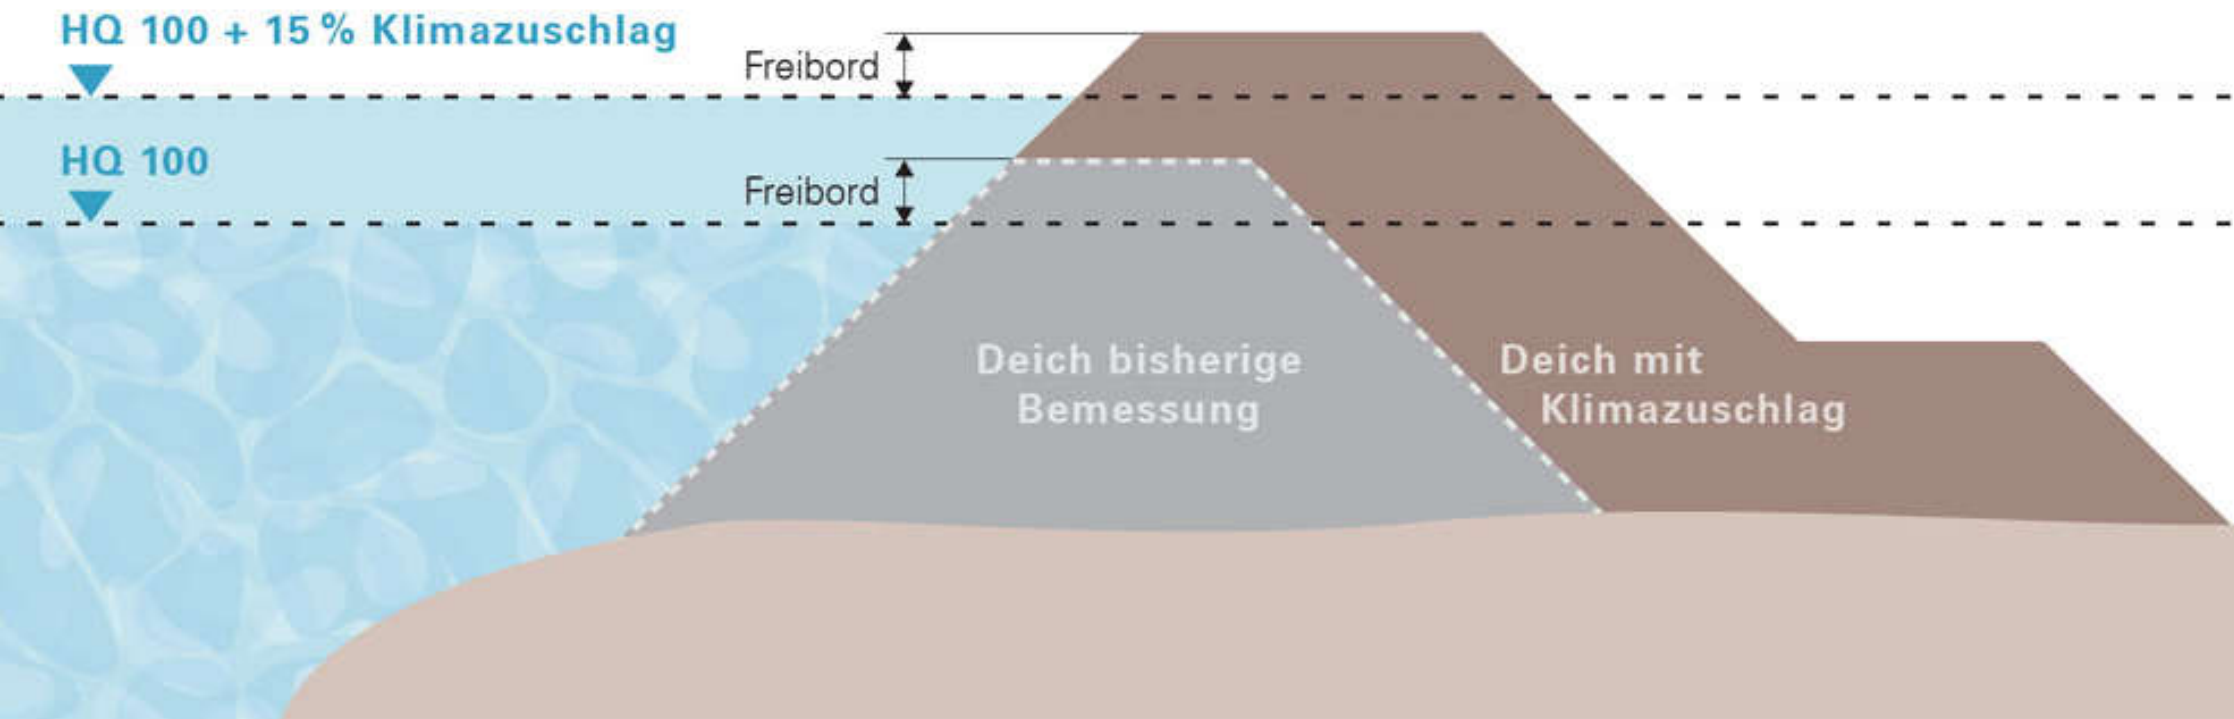 HQ 100 + 15 % Klimazuschlag
Freibord
HQ 100
Freibord
Deich bisherige
Bemessung
Deich mit
Klimazuschlag